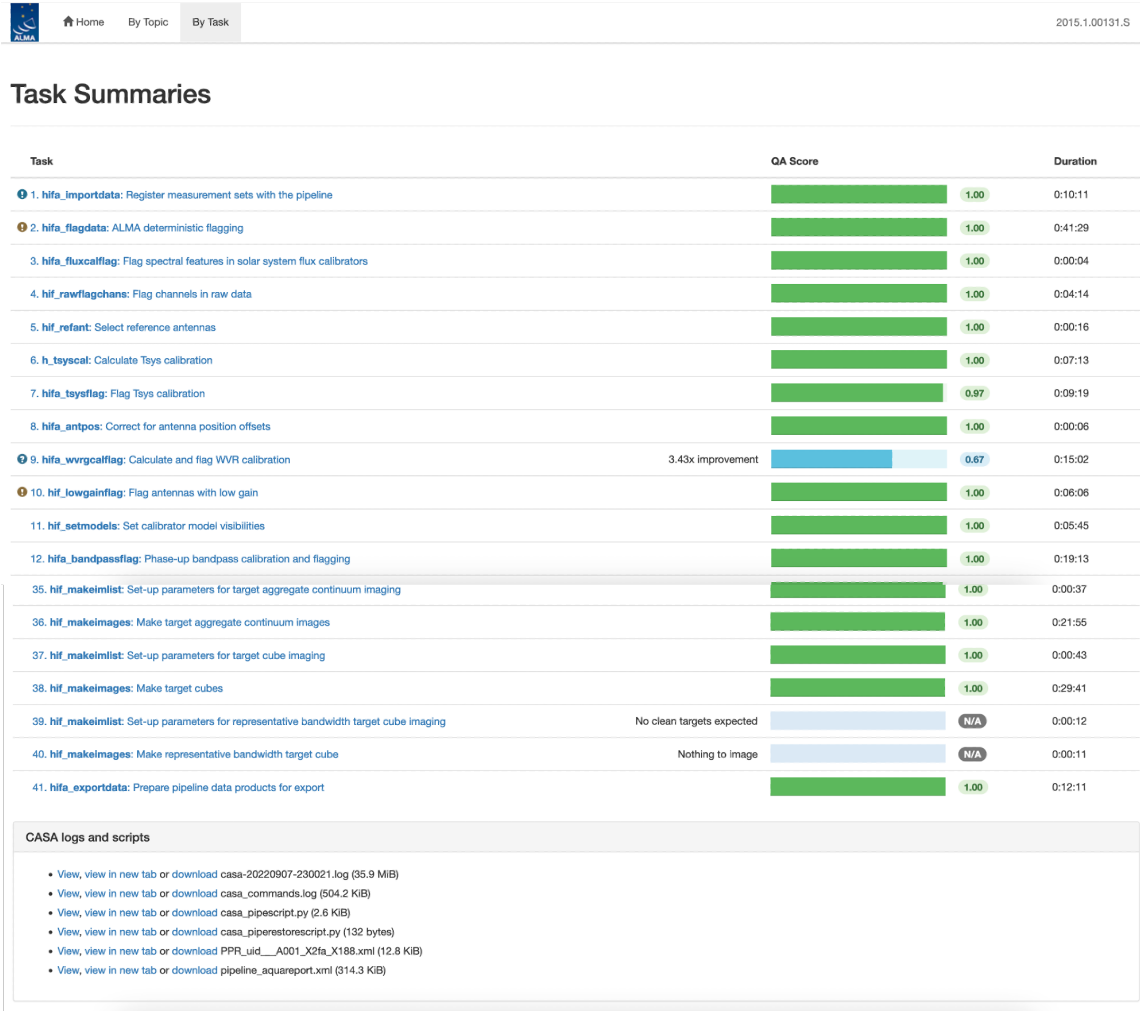 ALMA Home By Topic By Task 2015.1.00131.S
Task Summaries
Task QA Score Duration
1. hifa_importdata: Register measurement sets with the pipeline 1.00 0:10:11
2. hifa_flagdata: ALMA deterministic flagging 1.00 0:41:29
3. hifa_fluxcalflag: Flag spectral features in solar system flux calibrators 1.00 0:00:04
4. hif_rawflagchans: Flag channels in raw data 1.00 0:04:14
5. hif_refant: Select reference antennas 1.00 0:00:16
6. h_tsyscal: Calculate Tsys calibration 1.00 0:07:13
7. hifa_tsysflag: Flag Tsys calibration 0.97 0:09:19
8. hifa_antpos: Correct for antenna position offsets 1.00 0:00:06
9. hifa_wvrgcalflag: Calculate and flag WVR calibration 3.43x improvement 0.67 0:15:02
10. hif_lowgainflag: Flag antennas with low gain 1.00 0:06:06
11. hif_setmodels: Set calibrator model visibilities 1.00 0:05:45
12. hifa_bandpassflag: Phase-up bandpass calibration and flagging 1.00 0:19:13
35. hif_makeimlist: Set-up parameters for target aggregate continuum imaging 1.00 0:00:37
36. hif_makeimages: Make target aggregate continuum images 1.00 0:21:55
37. hif_makeimlist: Set-up parameters for target cube imaging 1.00 0:00:43
38. hif_makeimages: Make target cubes 1.00 0:29:41
39. hif_makeimlist: Set-up parameters for representative bandwidth target cube imaging No clean targets expected N/A 0:00:12
40. hif_makeimages: Make representative bandwidth target cube Nothing to image N/A 0:00:11
41. hifa_exportdata: Prepare pipeline data products for export 1.00 0:12:11
CASA logs and scripts
• View, view in new tab or download casa-20220907-230021.log (35.9 MiB)
• View, view in new tab or download casa_commands.log (504.2 KiB)
• View, view in new tab or download casa_pipescript.py (2.6 KiB)
• View, view in new tab or download casa_piperestorescript.py (132 bytes)
• View, view in new tab or download PPR_uid___A001_X2fa_X188.xml (12.8 KiB)
• View, view in new tab or download pipeline_aquareport.xml (314.3 KiB)